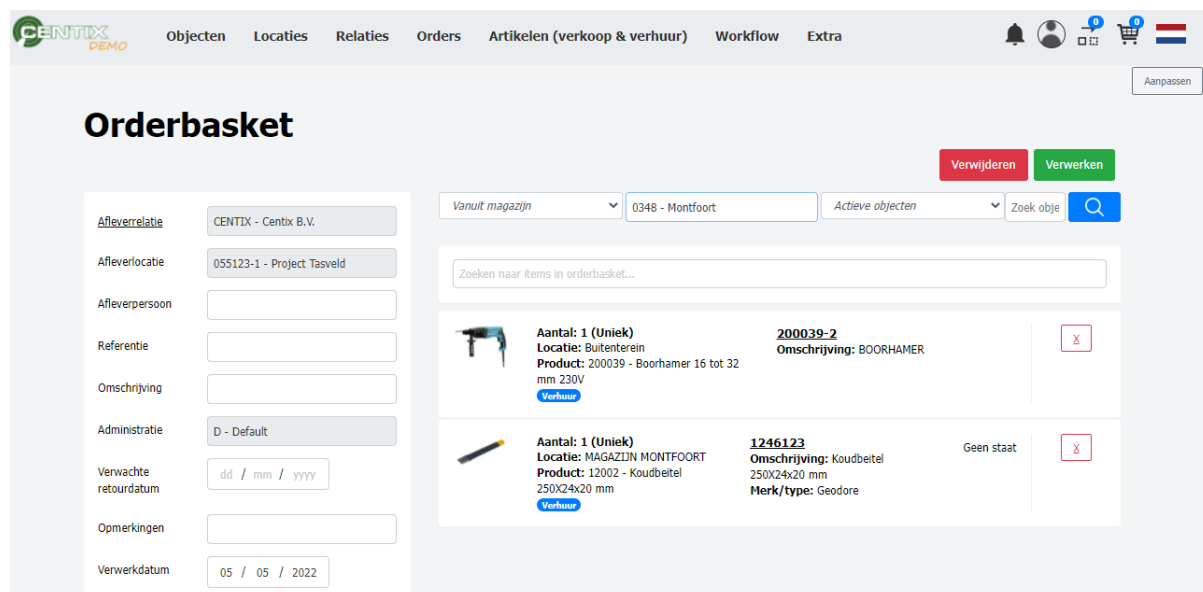 CENTIX
DEMO
Objecten Locaties Relaties Orders Artikelen (verkoop & verhuur) Workflow Extra
0 0
Aanpassen
Orderbasket
Verwijderen Verwerken
Afleverrelatie CENTIX - Centix B.V.
Vanuit magazijn 0348 - Montfoort Actieve objecten Zoek obje
Afleverlocatie 055123-1 - Project Tasveld
Zoeken naar items in orderbasket...
Afleverpersoon
Referentie
Omschrijving
Administratie D - Default
Verwachte
retourdatum
dd / mm / yyyy
Opmerkingen
Verwerkdatum 05 / 05 / 2022
Aantal: 1 (Uniek)
Locatie: Buitenterein
Product: 200039 - Boorhamer 16 tot 32
mm 230V
Verhuur
200039-2
Omschrijving: BOORHAMER
X
Aantal: 1 (Uniek)
Locatie: MAGAZIJN MONTFOORT
Product: 12002 - Koudbeitel
250X24x20 mm
Verhuur
1246123
Omschrijving: Koudbeitel
250X24x20 mm
Merk/type: Geodore
Geen staat
X